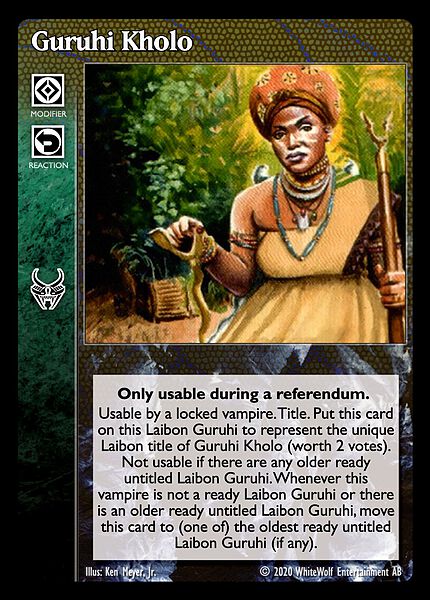 Guruhi Kholo
MODIFIER
REACTION
Only usable during a referendum.
Usable by a locked vampire. Title. Put this card
on this Laibon Guruhi to represent the unique
Laibon title of Guruhi Kholo (worth 2 votes).
Not usable if there are any older ready
untitled Laibon Guruhi. Whenever this
vampire is not a ready Laibon Guruhi or there
is an older ready untitled Laibon Guruhi, move
this card to (one of) the oldest ready untitled
Laibon Guruhi (if any).
Illus: Ken Meyer, Jr. © 2020 WhiteWolf Entertainment AB